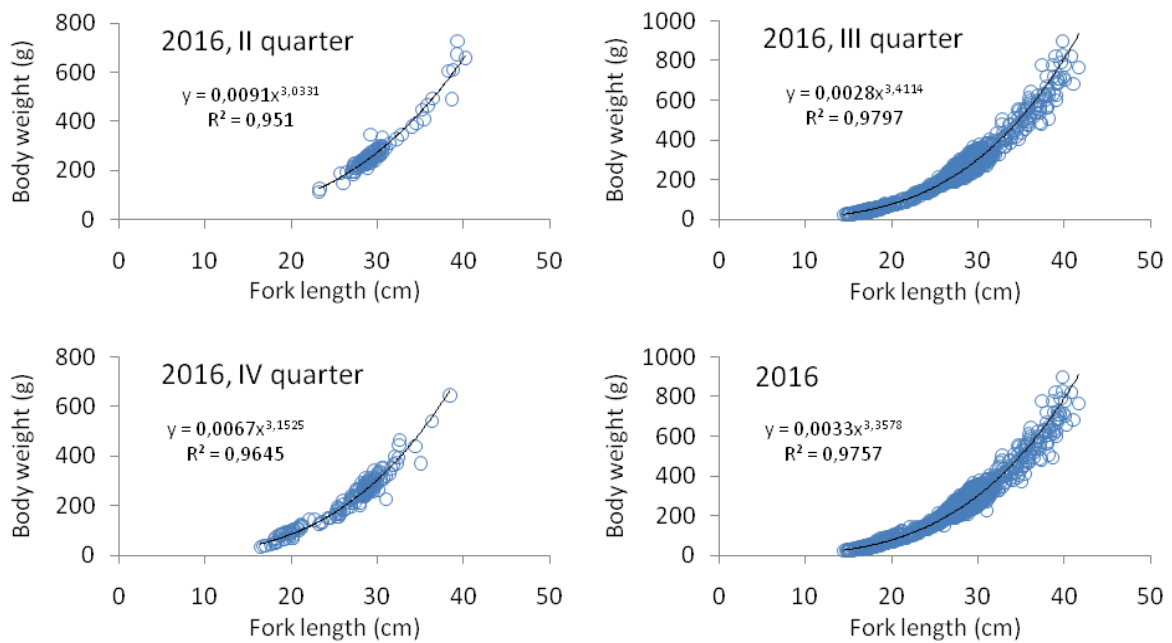 Body weight (g)
800
600
400
200
0
2016, II quarter
y = 0,0091x^3,0331
R² = 0,951
0 10 20 30 40 50
Fork length (cm)
Body weight (g)
1000
800
600
400
200
0
2016, III quarter
y = 0,0028x^3,4114
R² = 0,9797
0 10 20 30 40 50
Fork length (cm)
Body weight (g)
800
600
400
200
0
2016, IV quarter
y = 0,0067x^3,1525
R² = 0,9645
0 10 20 30 40 50
Fork length (cm)
Body weight (g)
1000
800
600
400
200
0
2016
y = 0,0033x^3,3578
R² = 0,9757
0 10 20 30 40 50
Fork length (cm)